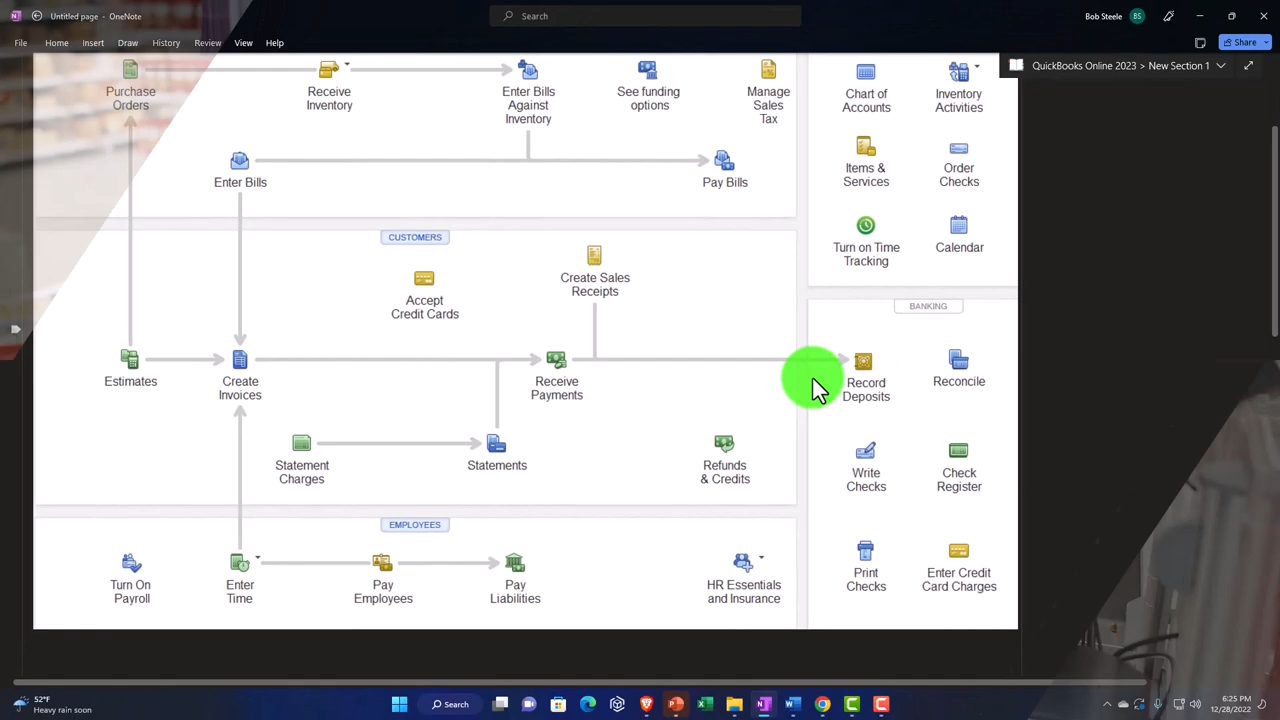 Untitled page - OneNote
Search
Bob Steele
BS
File
Home
Insert
Draw
History
Review
View
Help
Share
QuickBooks Online 2023 > New Section 1
Purchase
Orders
Receive
Inventory
Enter Bills
Against
Inventory
See funding
options
Manage
Sales
Tax
Chart of
Accounts
Inventory
Activities
Enter Bills
Pay Bills
Items &
Services
Order
Checks
Turn on Time
Tracking
Calendar
CUSTOMERS
Create Sales
Receipts
Accept
Credit Cards
BANKING
Estimates
Create
Invoices
Receive
Payments
Record
Deposits
Reconcile
Statement
Charges
Statements
Refunds
& Credits
Write
Checks
Check
Register
EMPLOYEES
Turn On
Payroll
Enter
Time
Pay
Employees
Pay
Liabilities
HR Essentials
and Insurance
Print
Checks
Enter Credit
Card Charges
52°F
Heavy rain soon
Search
6:25 PM
12/28/2022